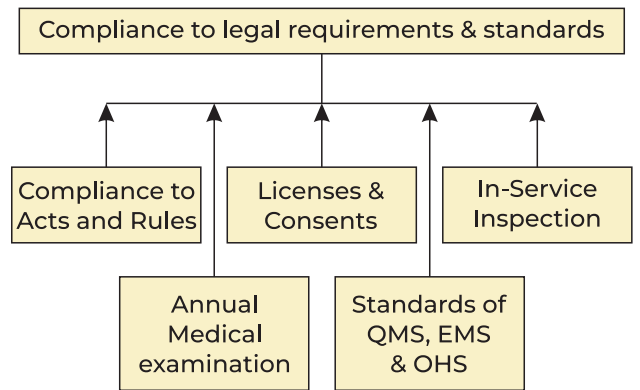 Compliance to legal requirements & standards
Compliance to
Acts and Rules
Licenses &
Consents
In-Service
Inspection
Annual
Medical
examination
Standards of
QMS, EMS
& OHS